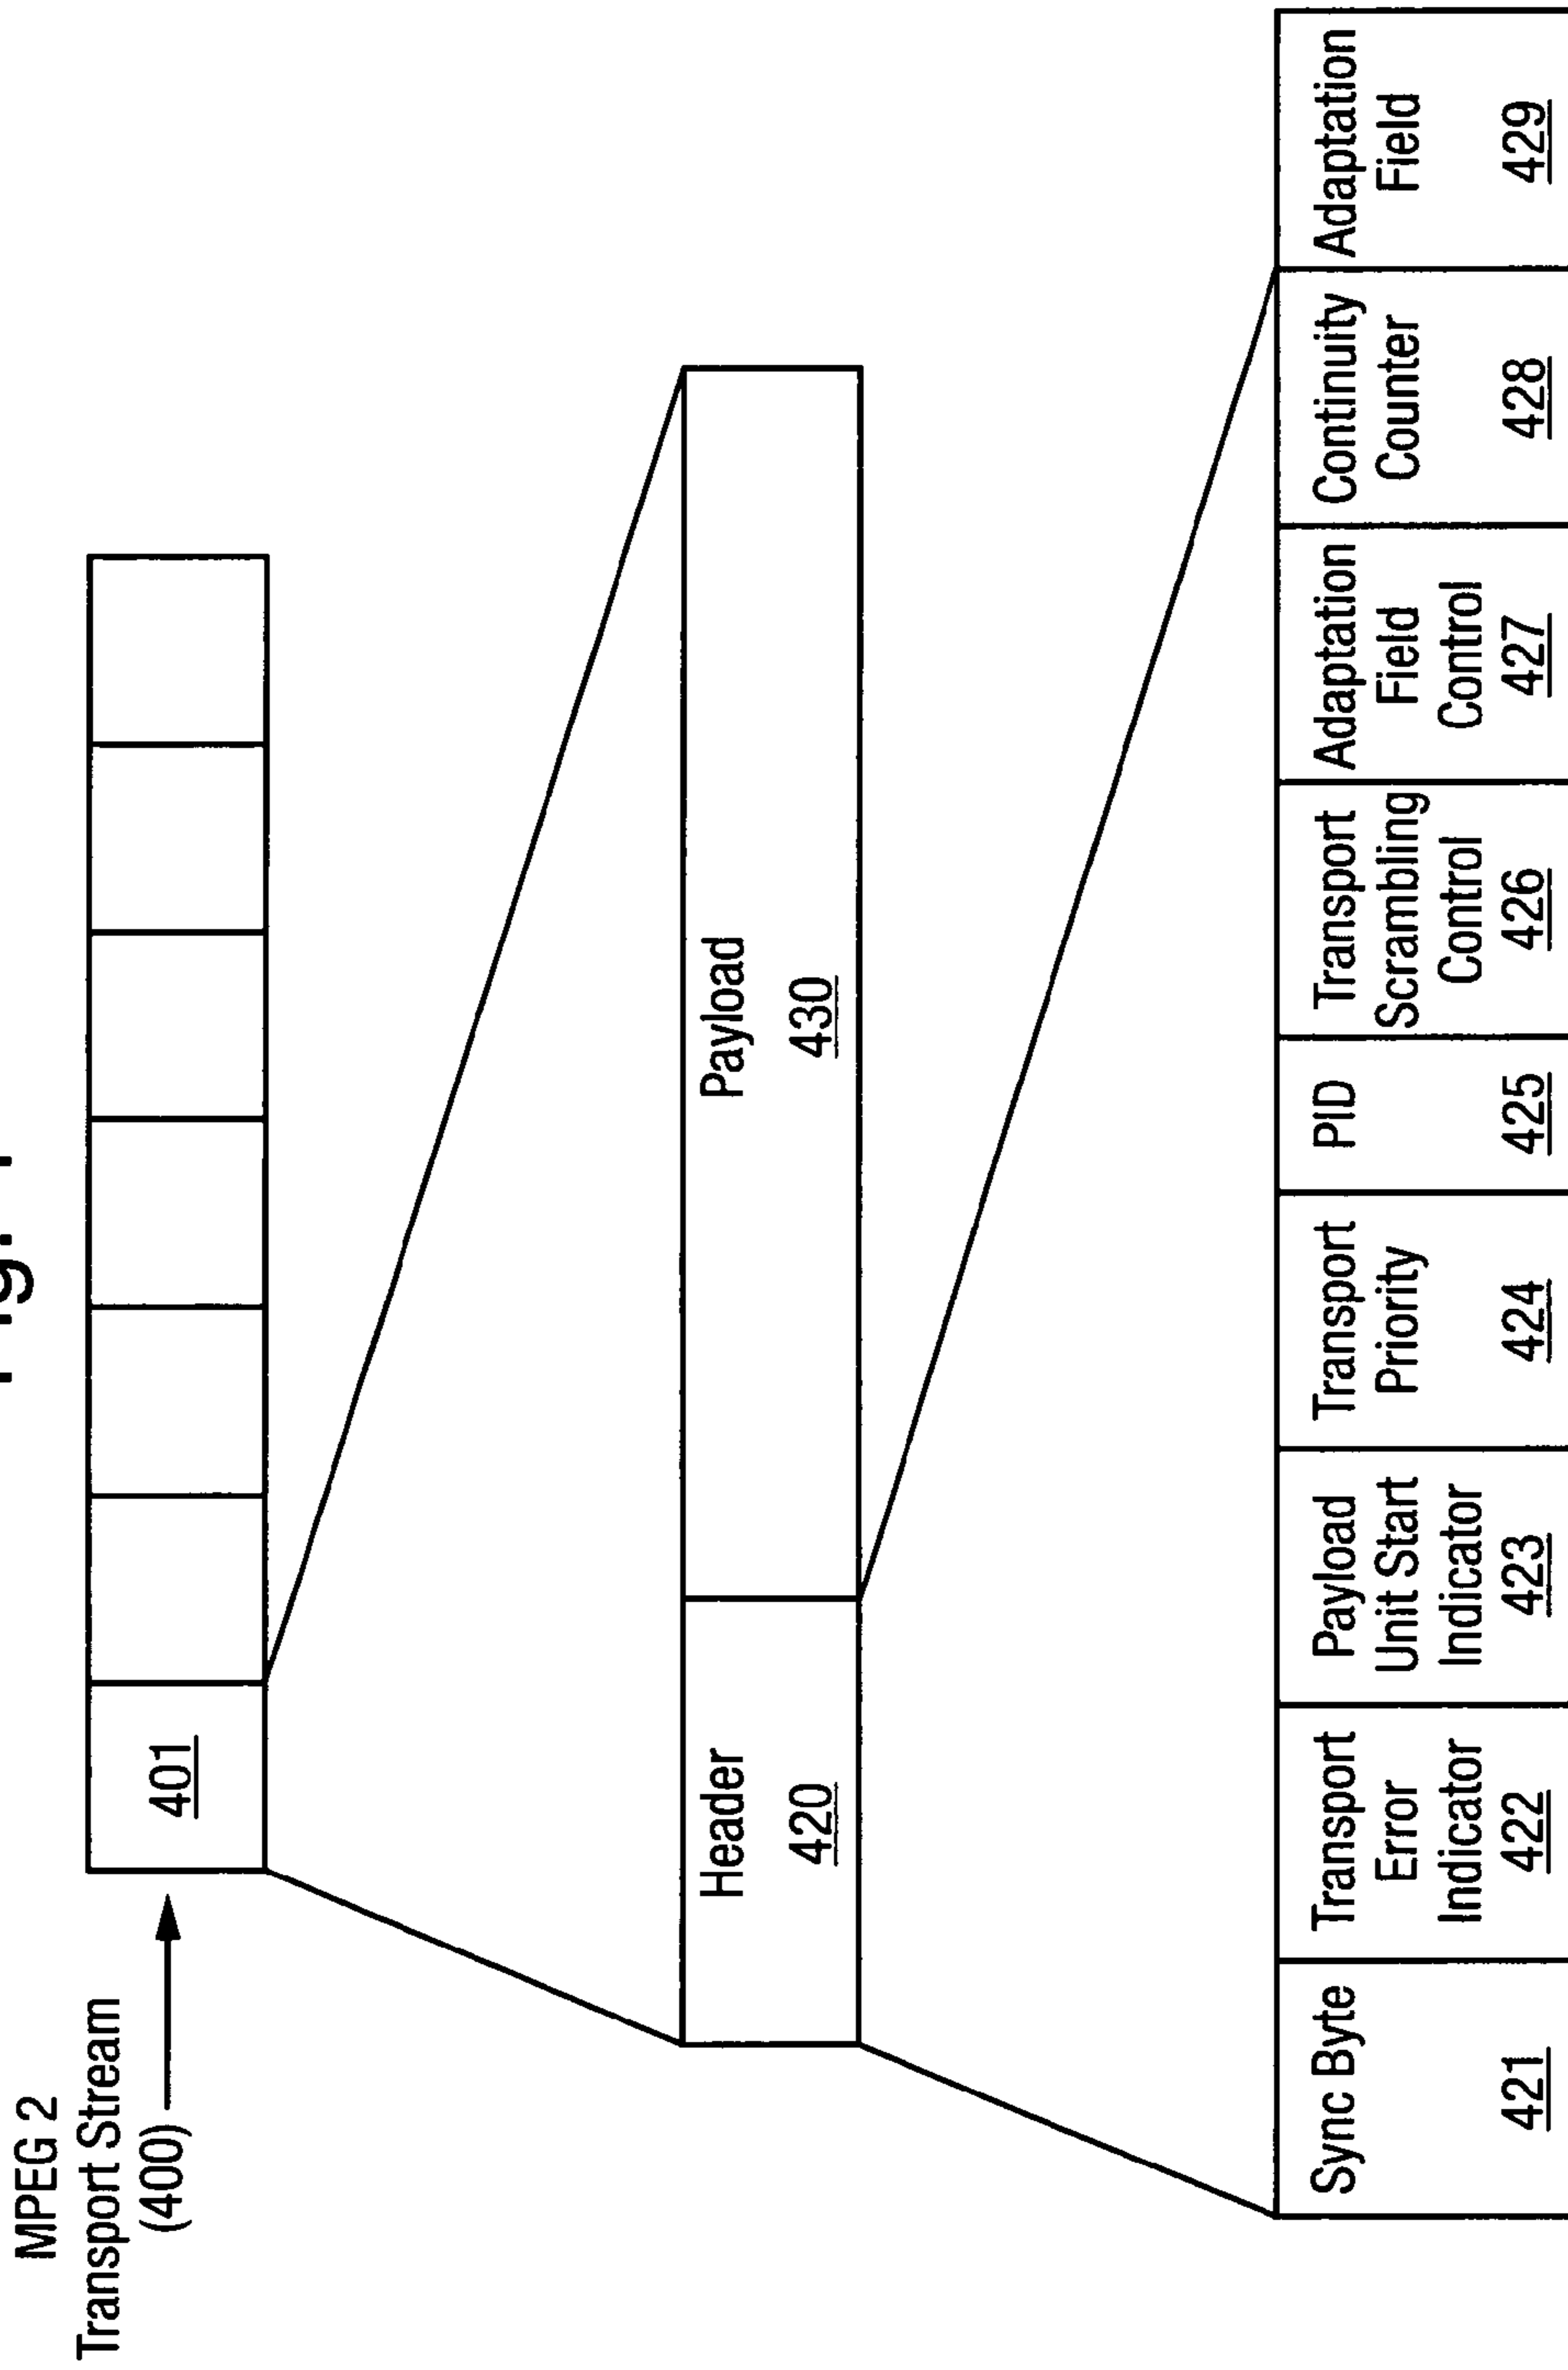 MPEG 2
Transport Stream
(400)
401
Header
420
Payload
430
Sync Byte
421
Transport
Error
Indicator
422
Payload
Unit Start
Indicator
423
Transport
Priority
424
PID
425
Transport
Scrambling
Control
426
Adaptation
Field
Control
427
Continuity
Counter
428
Adaptation
Field
429